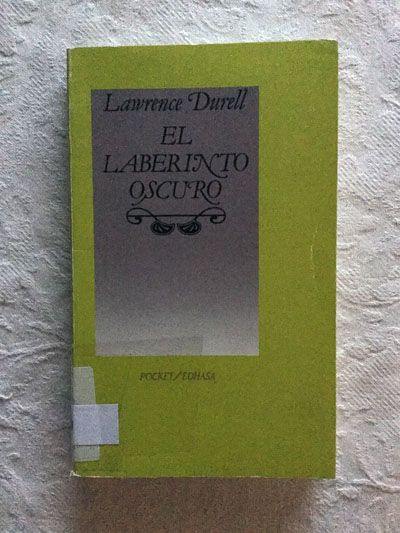 Lawrence Durell
EL
LABERINTO
OSCURO
POCKET/EDHASA